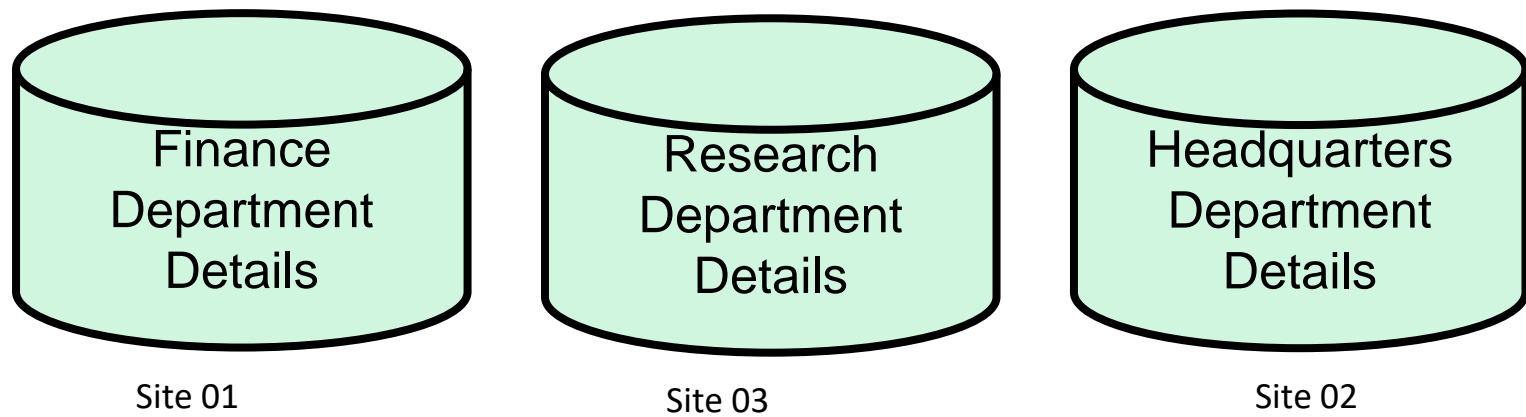 Finance
Department
Details
Site 01
Research
Department
Details
Site 03
Headquarters
Department
Details
Site 02